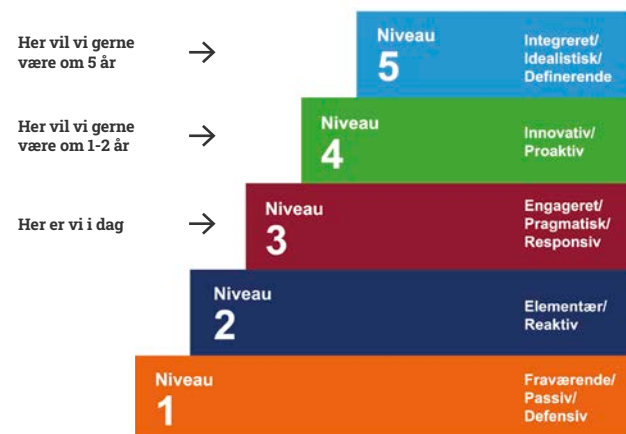 Her vil vi gerne
være om 5 år
Niveau
5
Integreret/
Idealistisk/
Definerende
Her vil vi gerne
være om 1-2 år
Niveau
4
Innovativ/
Proaktiv
Her er vi i dag
Niveau
3
Engageret/
Pragmatisk/
Responsiv
Niveau
2
Elementær/
Reaktiv
Niveau
1
Fraværende/
Passiv/
Defensiv